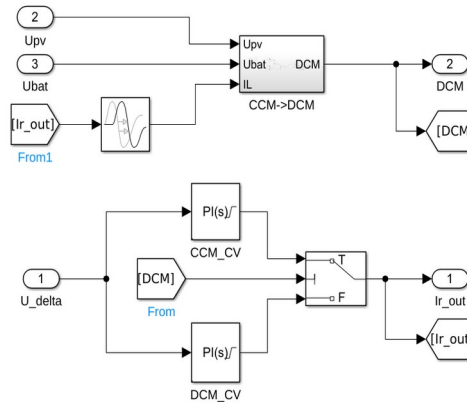 2
Upv
3
Ubat
[Ir_out]
From1
Upv
Ubat
IL
DCM
CCM->DCM
2
DCM
[DCM
PI(s)
CCM_CV
1
U_delta
[DCM]
From
T
F
PI(s)
DCM_CV
1
Ir_out
[Ir_out